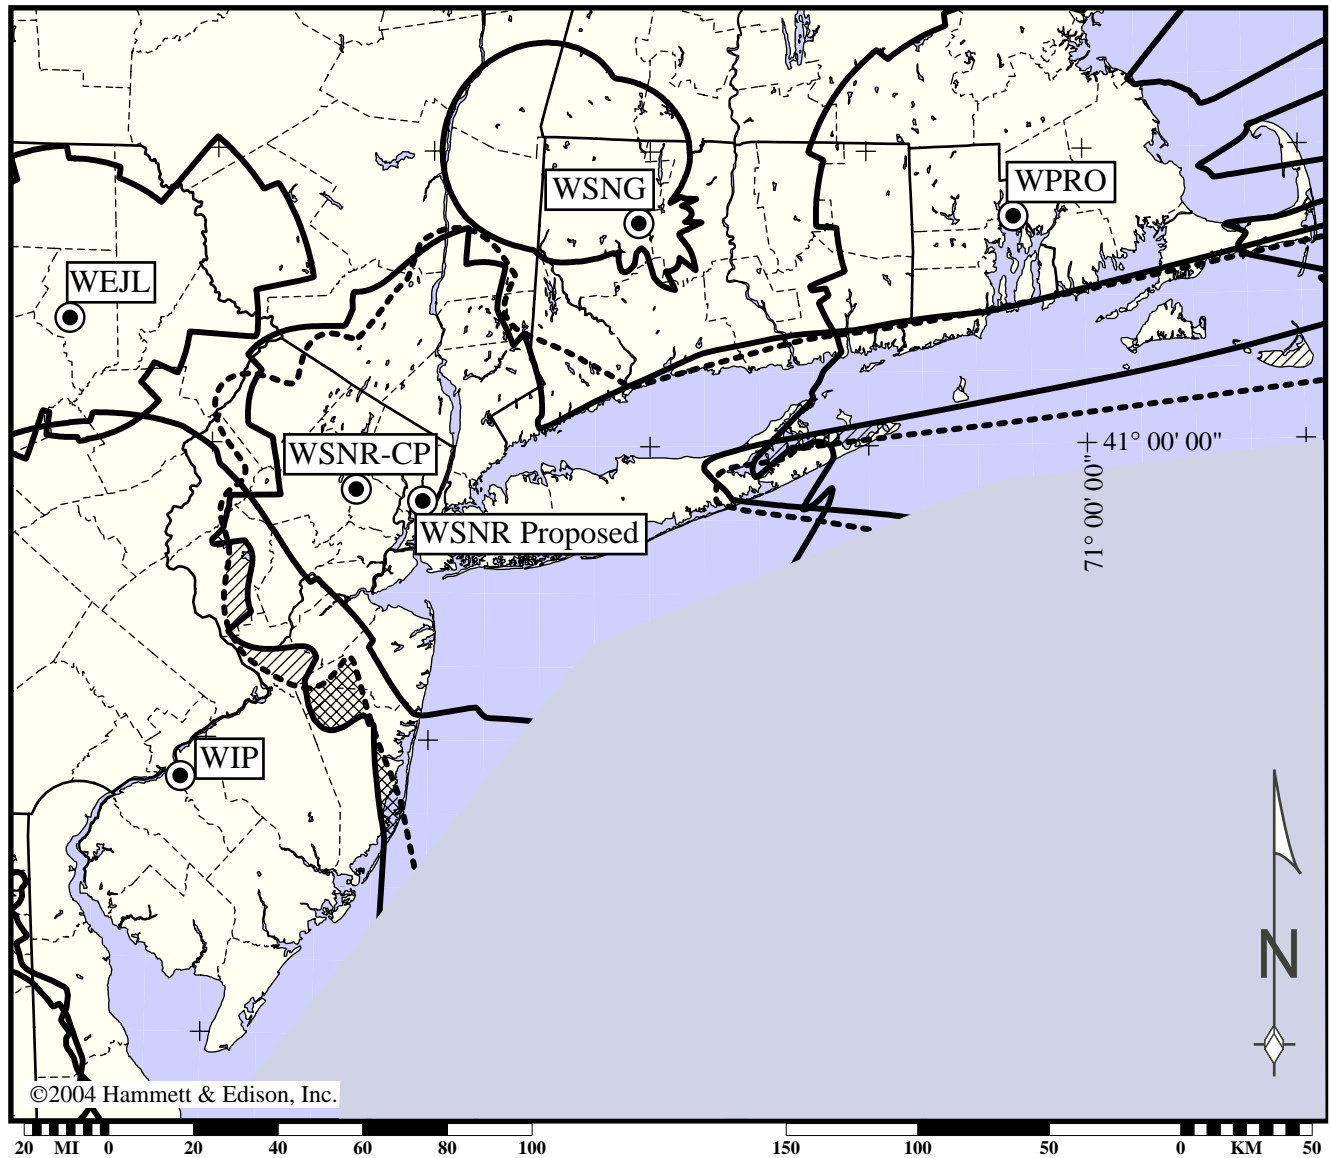 WSNG
WPRO
WEJL
WSNR-CP
41° 00' 00"
71° 00' 00"
WSNR Proposed
WIP
N
©2004 Hammett & Edison, Inc.
20 MI 0 20 40 60 80 100 150 100 50 0 KM 50